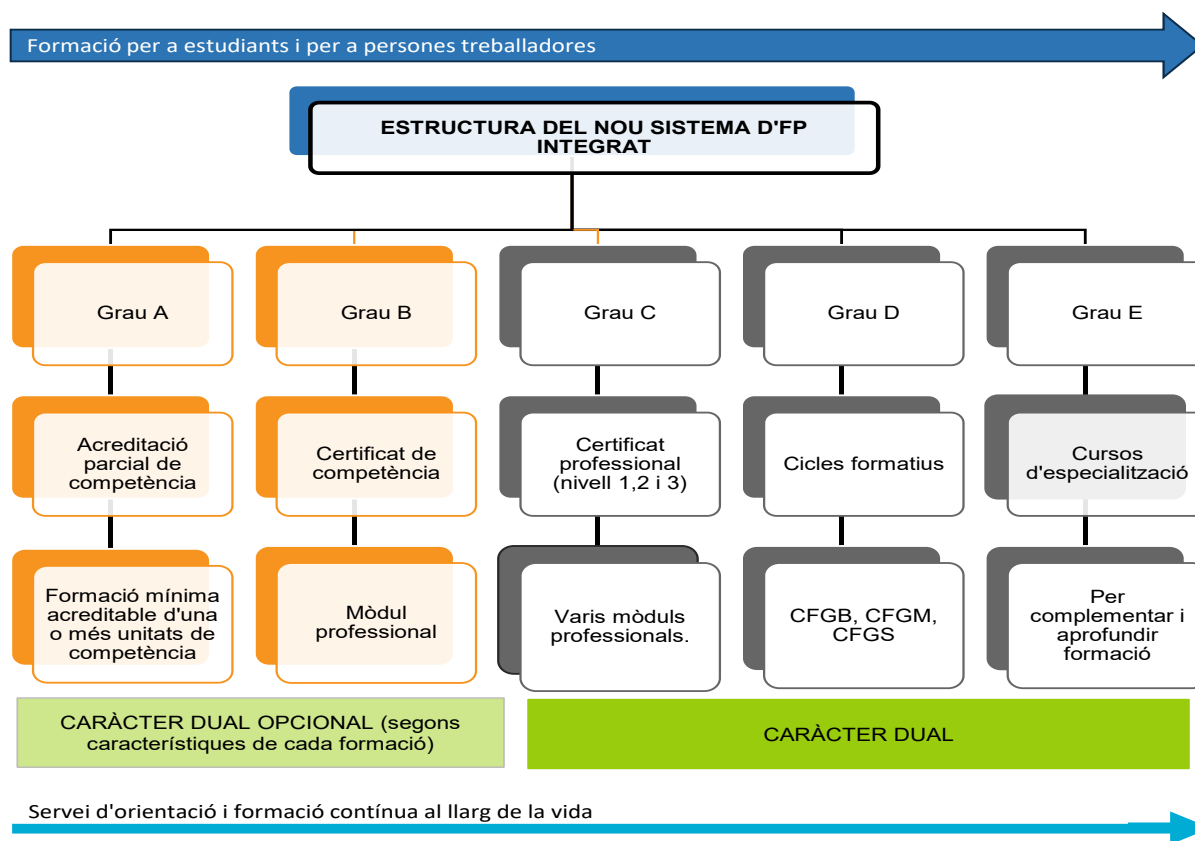 Formació per a estudiants i per a persones treballadores
ESTRUCTURA DEL NOU SISTEMA D'FP
INTEGRAT
Grau A
Grau B
Grau C
Grau D
Grau E
Acreditació
parcial de
competència
Certificat de
competència
Certificat
professional
(nivell 1,2 i 3)
Cicles formatius
Cursos
d'especialització
Formació mínima
acreditable d'una
o més unitats de
competència
Mòdul
professional
Varis mòduls
professionals.
CFGB, CFGM,
CFGS
Per
complementar i
aprofundir
formació
CARÀCTER DUAL OPCIONAL (segons
característiques de cada formació)
CARÀCTER DUAL
Servei d'orientació i formació contínua al llarg de la vida